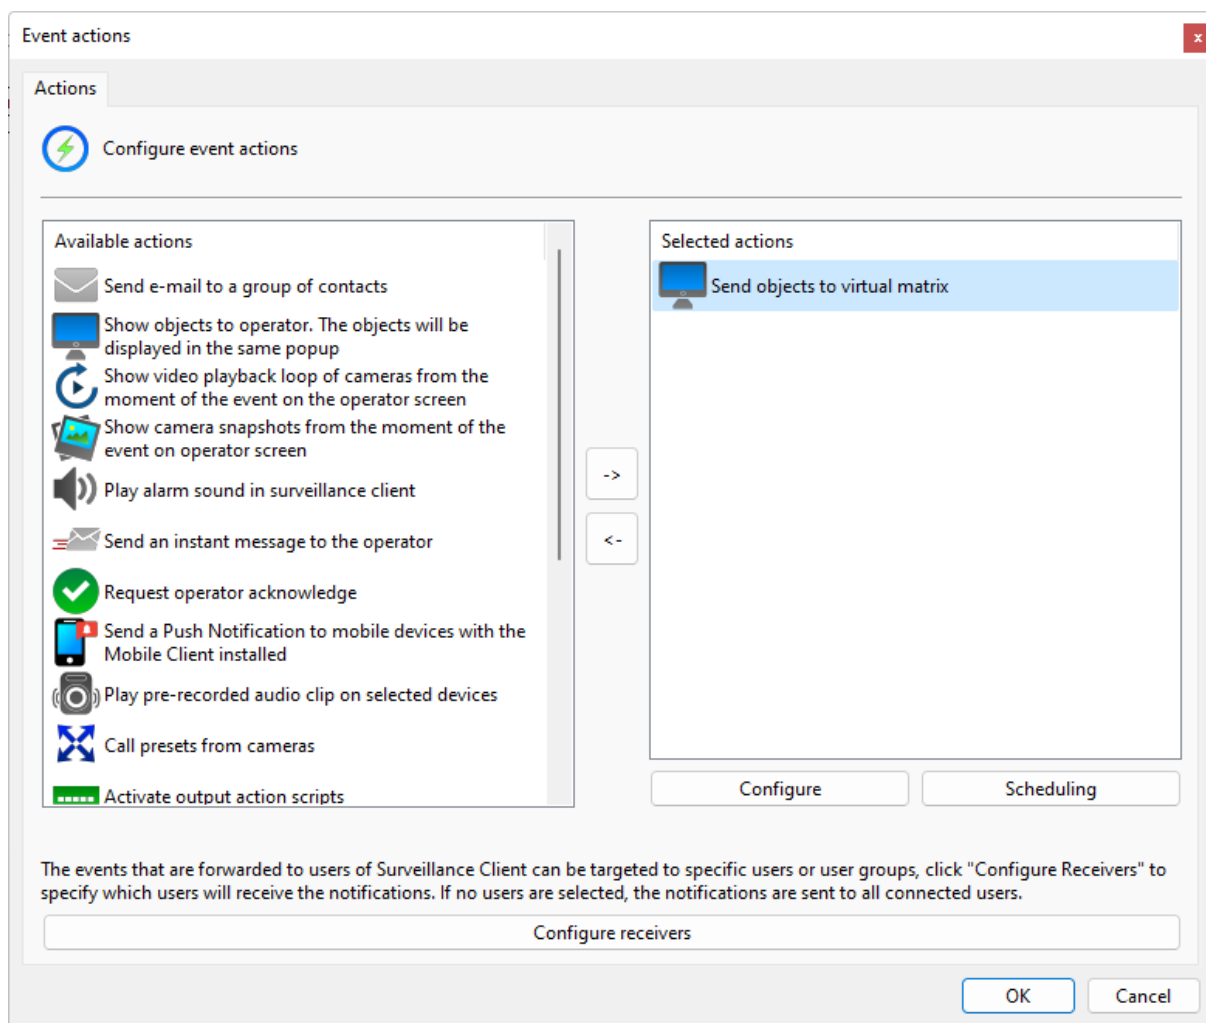 Event actions
x
Actions
Configure event actions
Available actions
Send e-mail to a group of contacts
Show objects to operator. The objects will be
displayed in the same popup
Show video playback loop of cameras from the
moment of the event on the operator screen
Show camera snapshots from the moment of the
event on operator screen
Play alarm sound in surveillance client
Send an instant message to the operator
Request operator acknowledge
Send a Push Notification to mobile devices with the
Mobile Client installed
Play pre-recorded audio clip on selected devices
Call presets from cameras
Activate output action scripts
->
<-
Selected actions
Send objects to virtual matrix
Configure
Scheduling
The events that are forwarded to users of Surveillance Client can be targeted to specific users or user groups, click "Configure Receivers" to
specify which users will receive the notifications. If no users are selected, the notifications are sent to all connected users.
Configure receivers
OK
Cancel